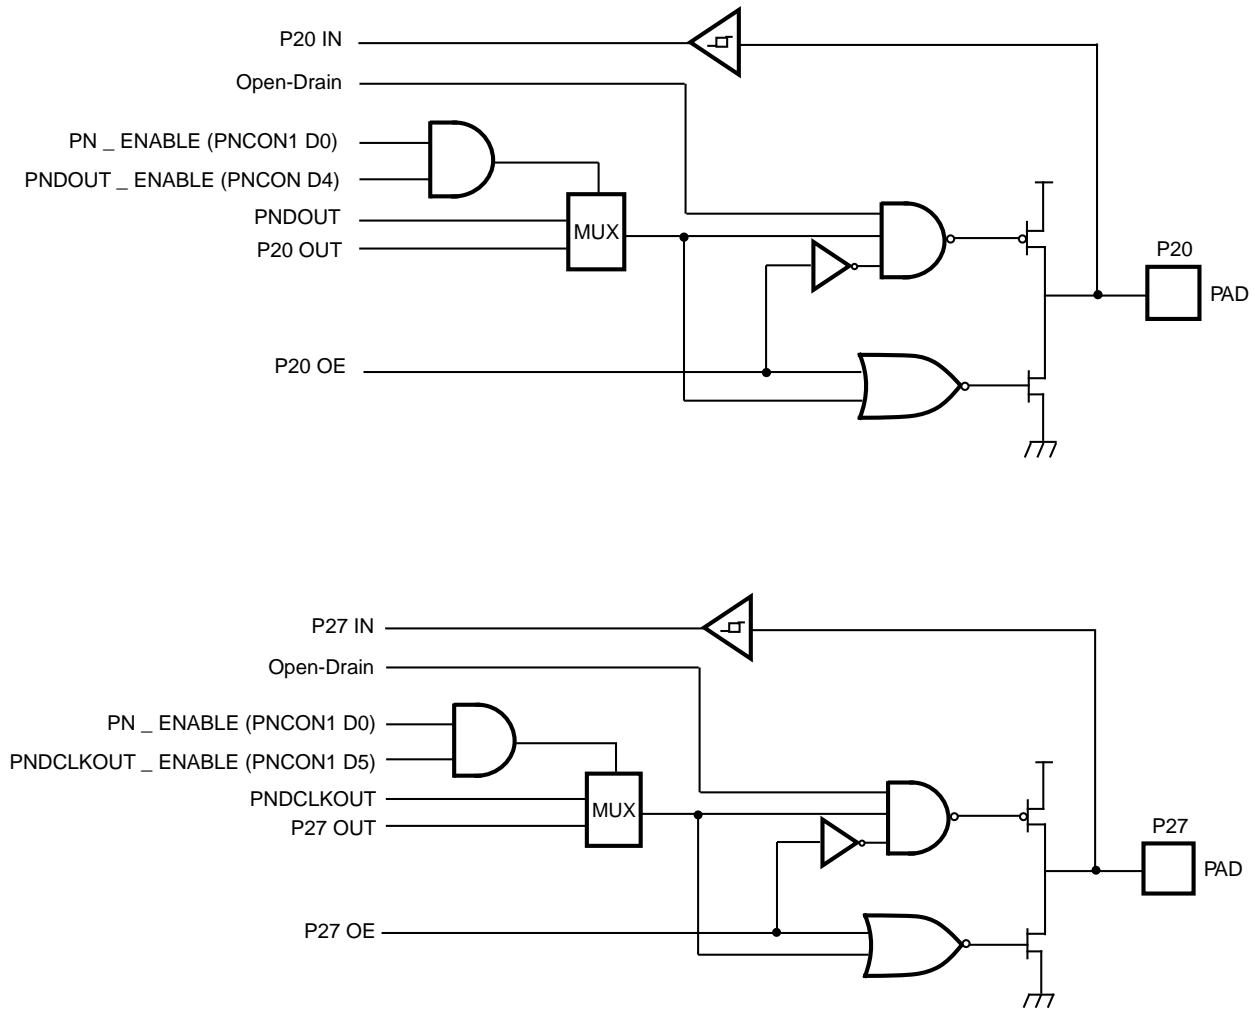 P20 IN
Open-Drain
PN _ ENABLE (PNCON1 D0)
PNDOUT _ ENABLE (PNCON D4)
PNDOUT
P20 OUT
MUX
P20
PAD
P20 OE
P27 IN
Open-Drain
PN _ ENABLE (PNCON1 D0)
PNDCLKOUT _ ENABLE (PNCON1 D5)
PNDCLKOUT
P27 OUT
MUX
P27
PAD
P27 OE